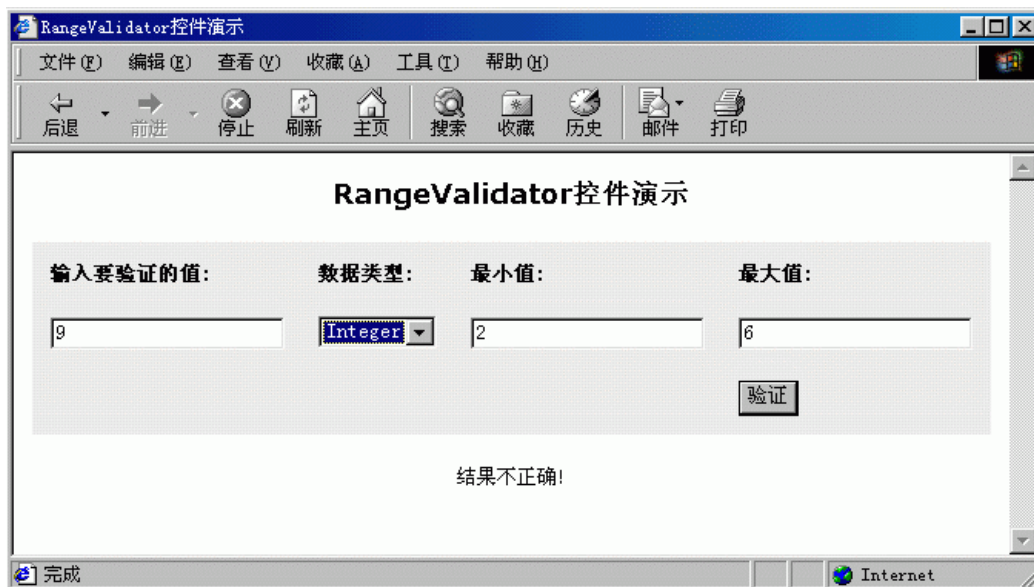 RangeValidator控件演示
文件(F) 编辑(E) 查看(V) 收藏(A) 工具(T) 帮助(H)
后退 前进 停止 刷新 主页 搜索 收藏 历史 邮件 打印
RangeValidator控件演示
输入要验证的值: 数据类型: 最小值: 最大值:
9 Integer 2 6
验证
结果不正确!
完成 Internet